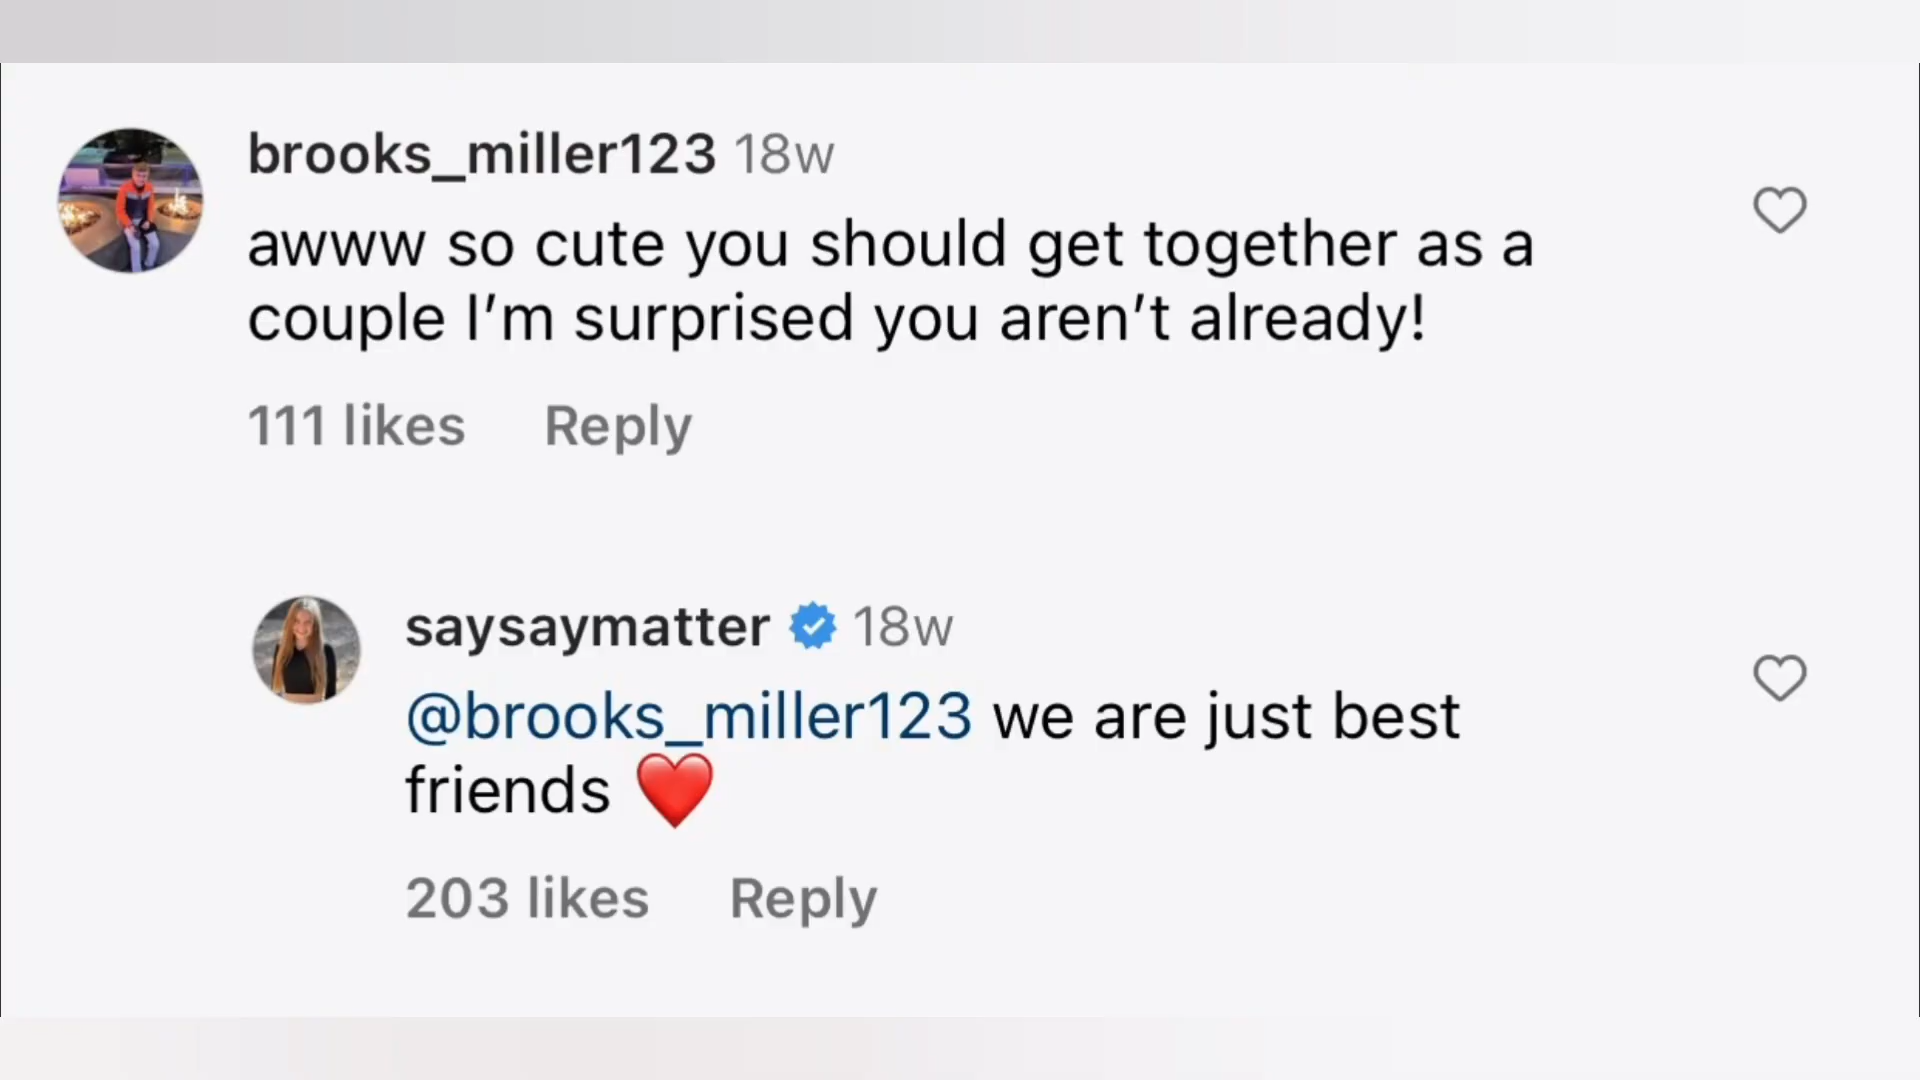 brooks_miller123 18w
awww so cute you should get together as a
couple I’m surprised you aren’t already!
111 likes Reply
saysaymatter 18w
@brooks_miller123 we are just best
friends ❤️
203 likes Reply